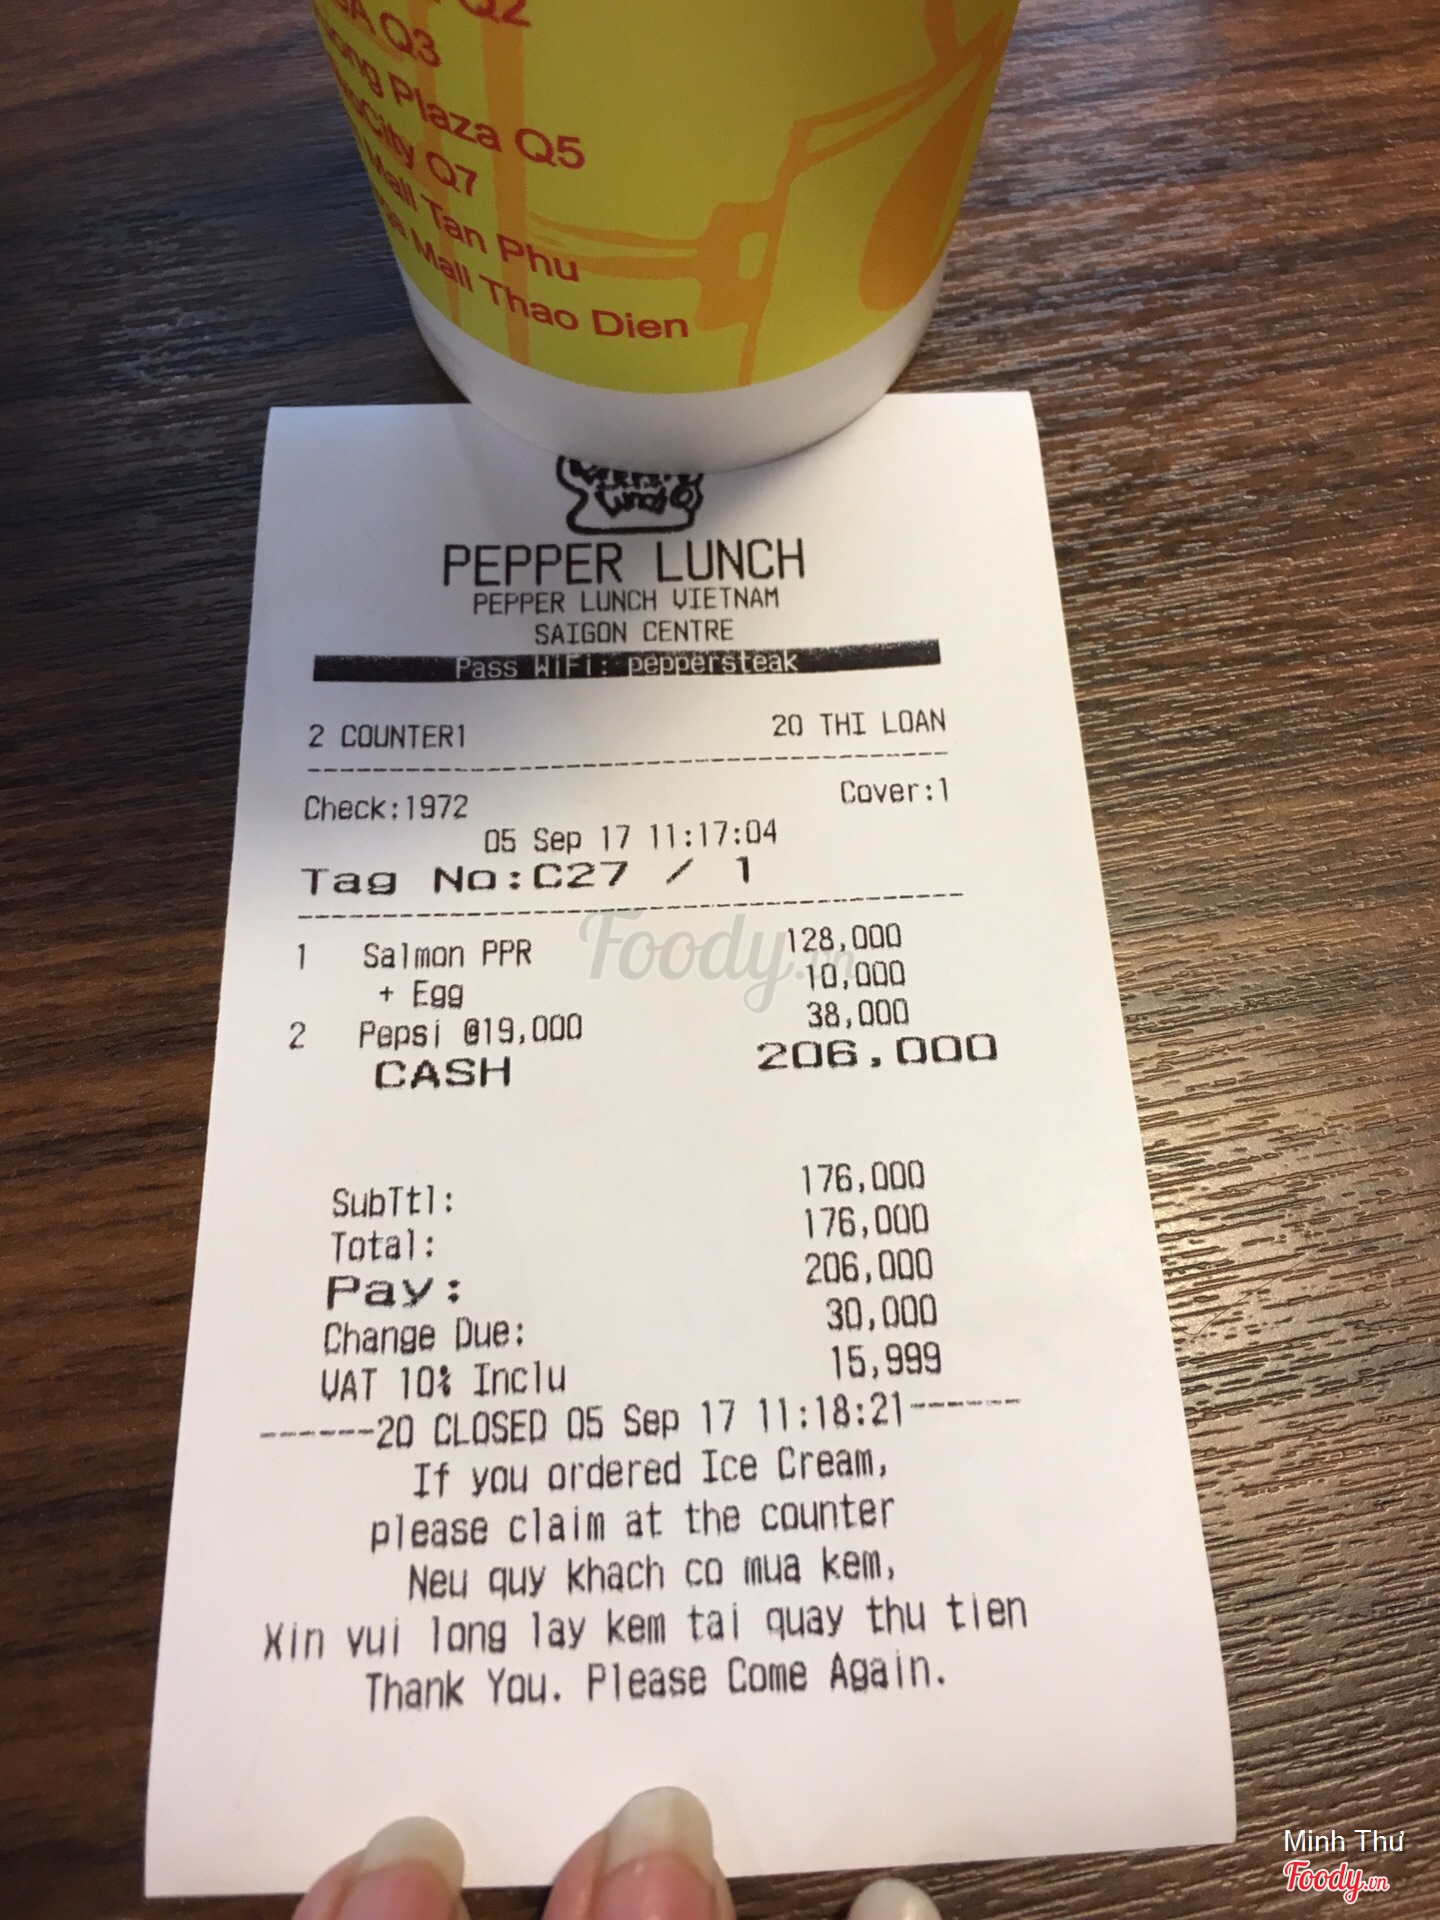 Q2
Q3
Plaza Q5
City Q7
Mall Tan Phu
Mall Thao Dien
PEPPER LUNCH
PEPPER LUNCH VIETNAM
SAIGON CENTRE
Pass WiFi: peppersteak
2 COUNTER1 20 THI LOAN
Check:1972 Cover:1
05 Sep 17 11:17:04
Tag No:C27 / 1
1 Salmon PPR 128,000
+ Egg 10,000
2 Pepsi @19,000 38,000
CASH 206,000
SubTtl: 176,000
Total: 176,000
Pay: 206,000
Change Due: 30,000
VAT 10% Inclu 15,999
------20 CLOSED 05 Sep 17 11:18:21------
If you ordered Ice Cream,
please claim at the counter
Neu quy khach co mua kem,
Xin vui long lay kem tai quay thu tien
Thank You. Please Come Again.
Foody.vn
Minh Thư
Foody.vn